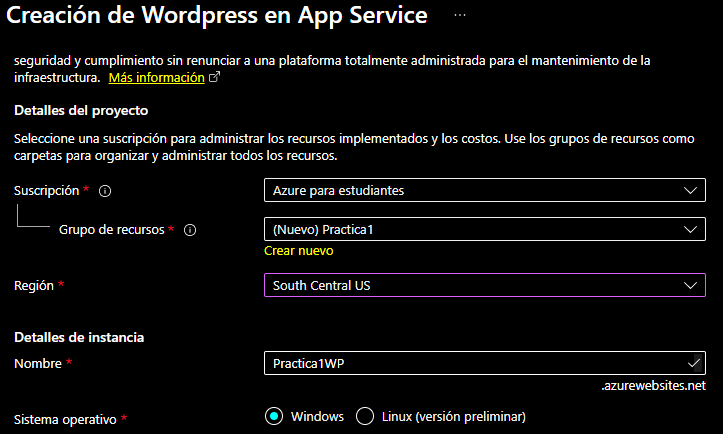 Creación de Wordpress en App Service ...
seguridad y cumplimiento sin renunciar a una plataforma totalmente administrada para el mantenimiento de la
infraestructura. Más información
Detalles del proyecto
Seleccione una suscripción para administrar los recursos implementados y los costos. Use los grupos de recursos como
carpetas para organizar y administrar todos los recursos.
Suscripción * Azure para estudiantes
Grupo de recursos * (Nuevo) Practica1
Crear nuevo
Región * South Central US
Detalles de instancia
Nombre * Practica1WP
.azurewebsites.net
Sistema operativo * Windows Linux (versión preliminar)